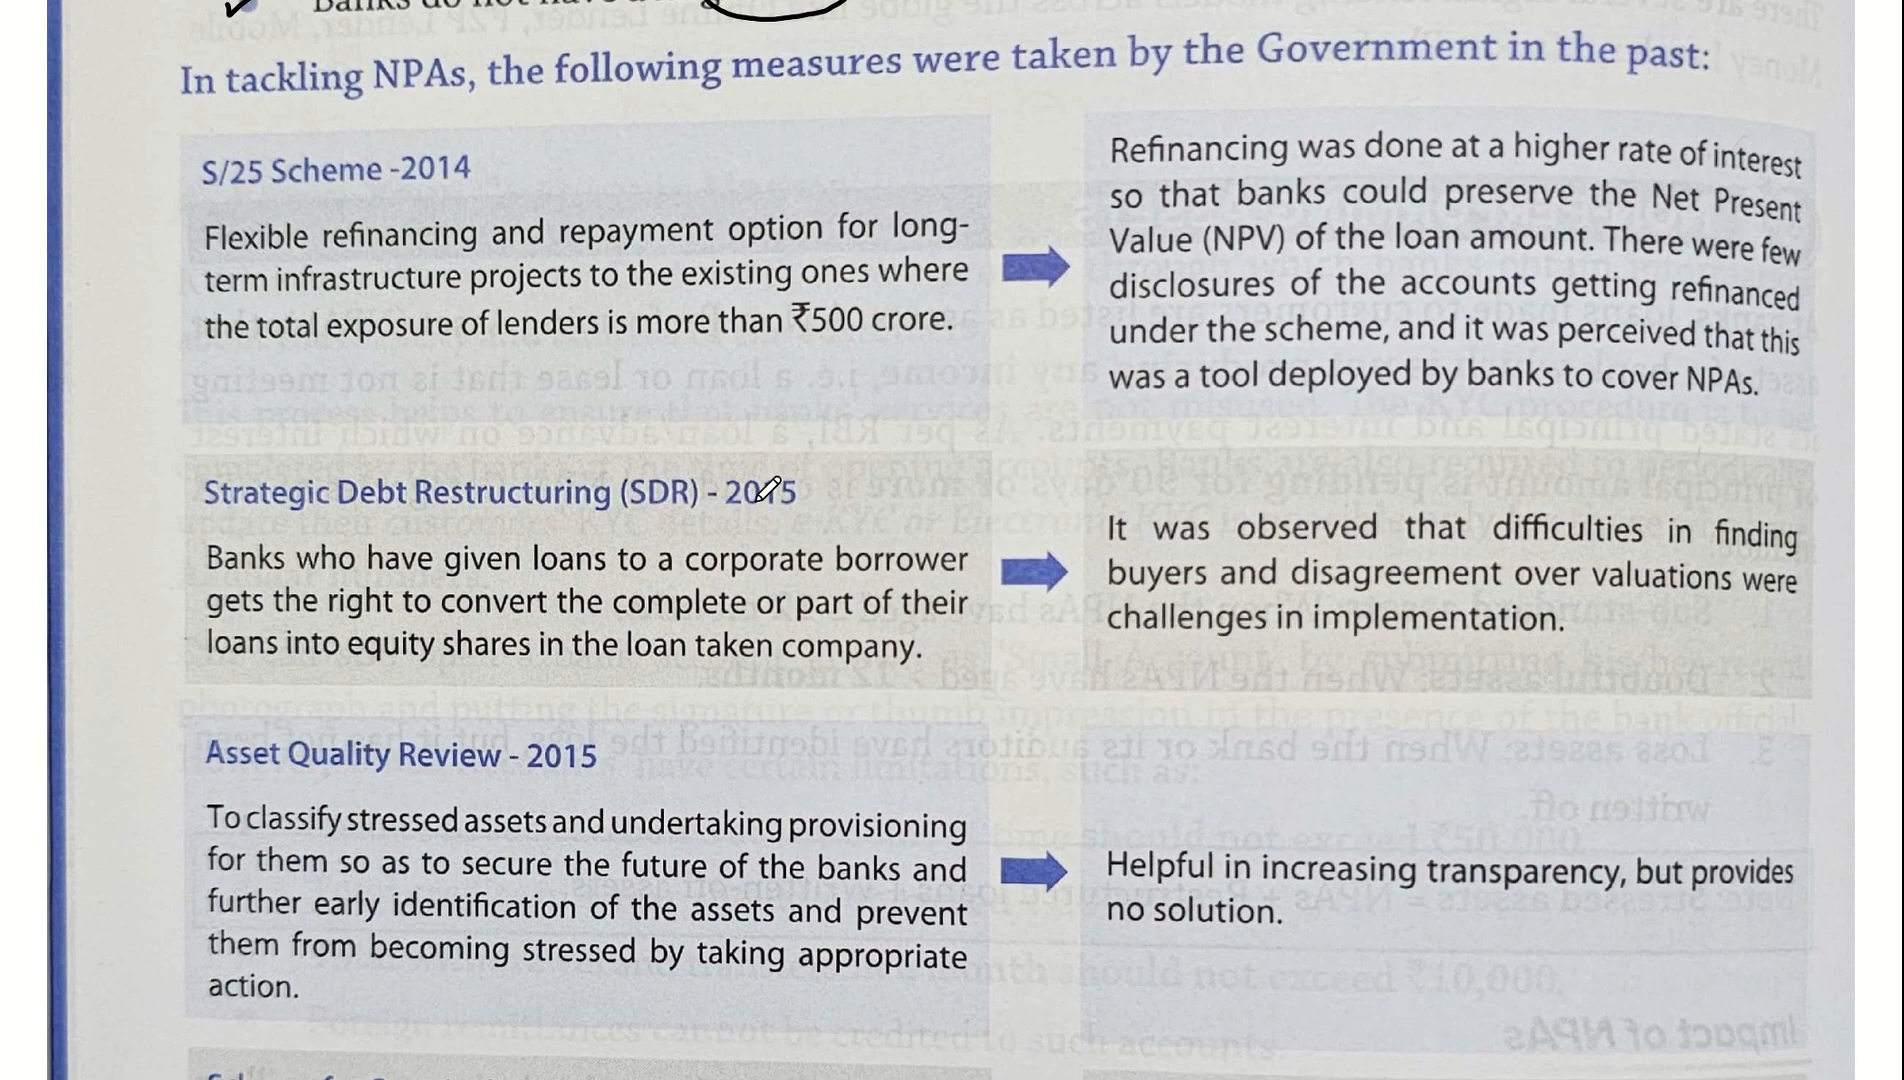 In tackling NPAs, the following measures were taken by the Government in the past:
S/25 Scheme -2014
Flexible refinancing and repayment option for long-
term infrastructure projects to the existing ones where
the total exposure of lenders is more than ₹500 crore.
Refinancing was done at a higher rate of interest
so that banks could preserve the Net Present
Value (NPV) of the loan amount. There were few
disclosures of the accounts getting refinanced
under the scheme, and it was perceived that this
was a tool deployed by banks to cover NPAs.
Strategic Debt Restructuring (SDR) - 2015
Banks who have given loans to a corporate borrower
gets the right to convert the complete or part of their
loans into equity shares in the loan taken company.
It was observed that difficulties in finding
buyers and disagreement over valuations were
challenges in implementation.
Asset Quality Review - 2015
To classify stressed assets and undertaking provisioning
for them so as to secure the future of the banks and
further early identification of the assets and prevent
them from becoming stressed by taking appropriate
action.
Helpful in increasing transparency, but provides
no solution.